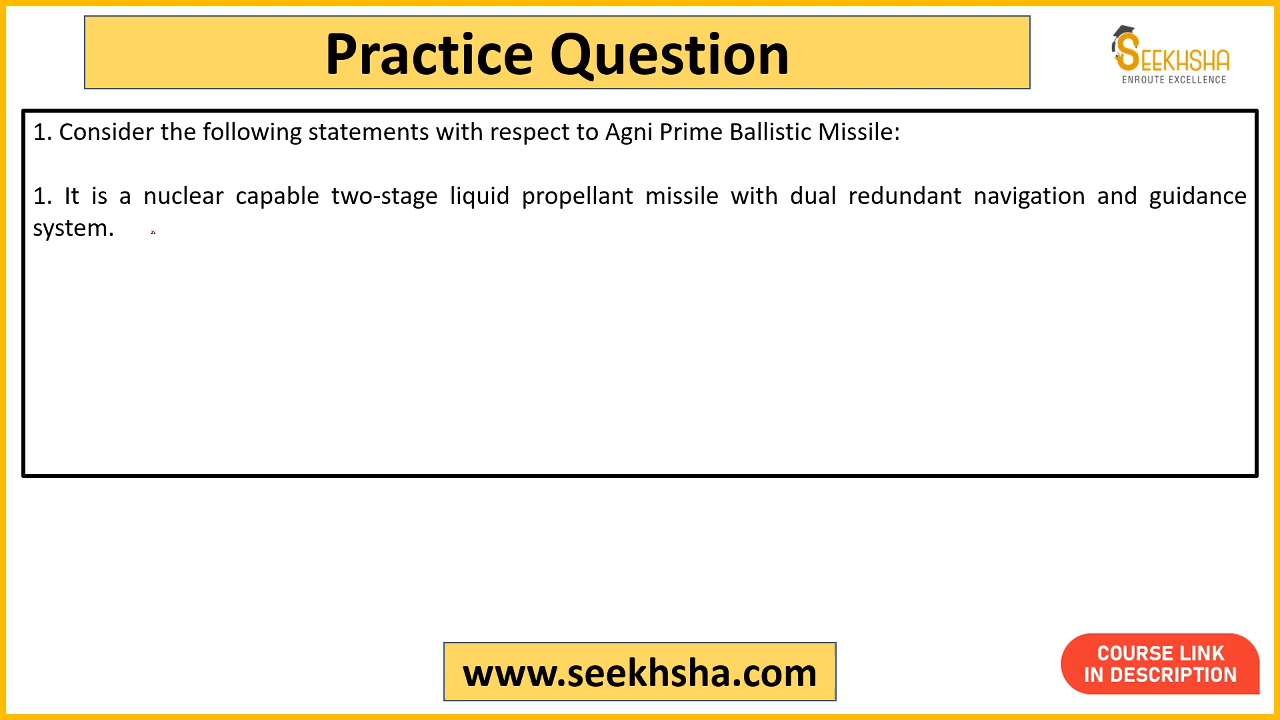 Practice Question
SEEKHSHA
ENROUTE EXCELLENCE
1. Consider the following statements with respect to Agni Prime Ballistic Missile:
1. It is a nuclear capable two-stage liquid propellant missile with dual redundant navigation and guidance
system.
www.seekhsha.com
COURSE LINK
IN DESCRIPTION